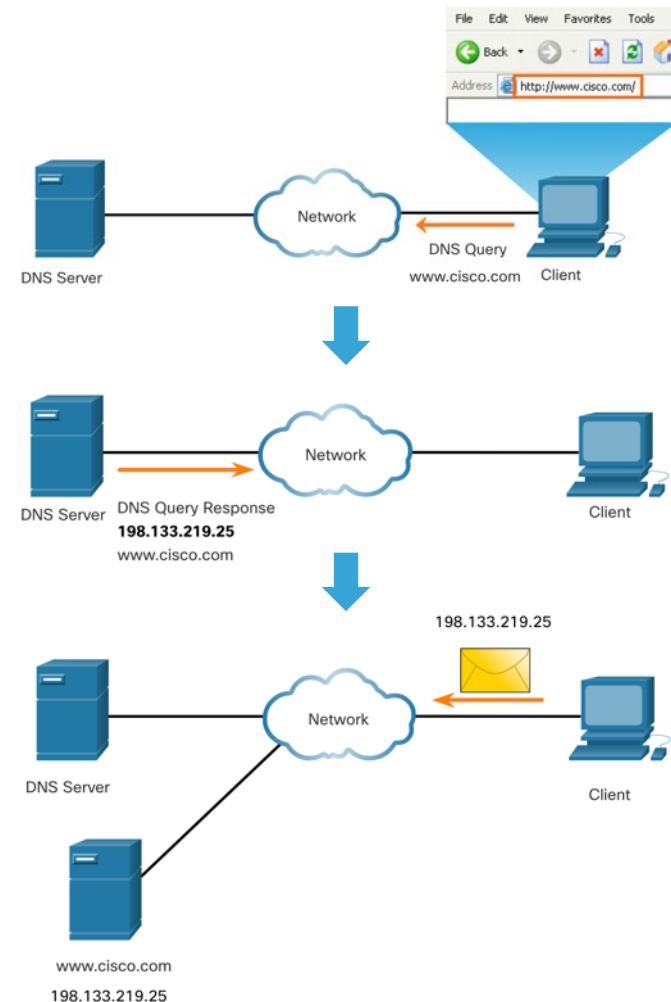 File Edit View Favorites Tools
Back
Address http://www.cisco.com/
Network
DNS Query
www.cisco.com
DNS Server
Client
Network
DNS Server
DNS Query Response
198.133.219.25
www.cisco.com
Client
198.133.219.25
Network
DNS Server
Client
www.cisco.com
198.133.219.25